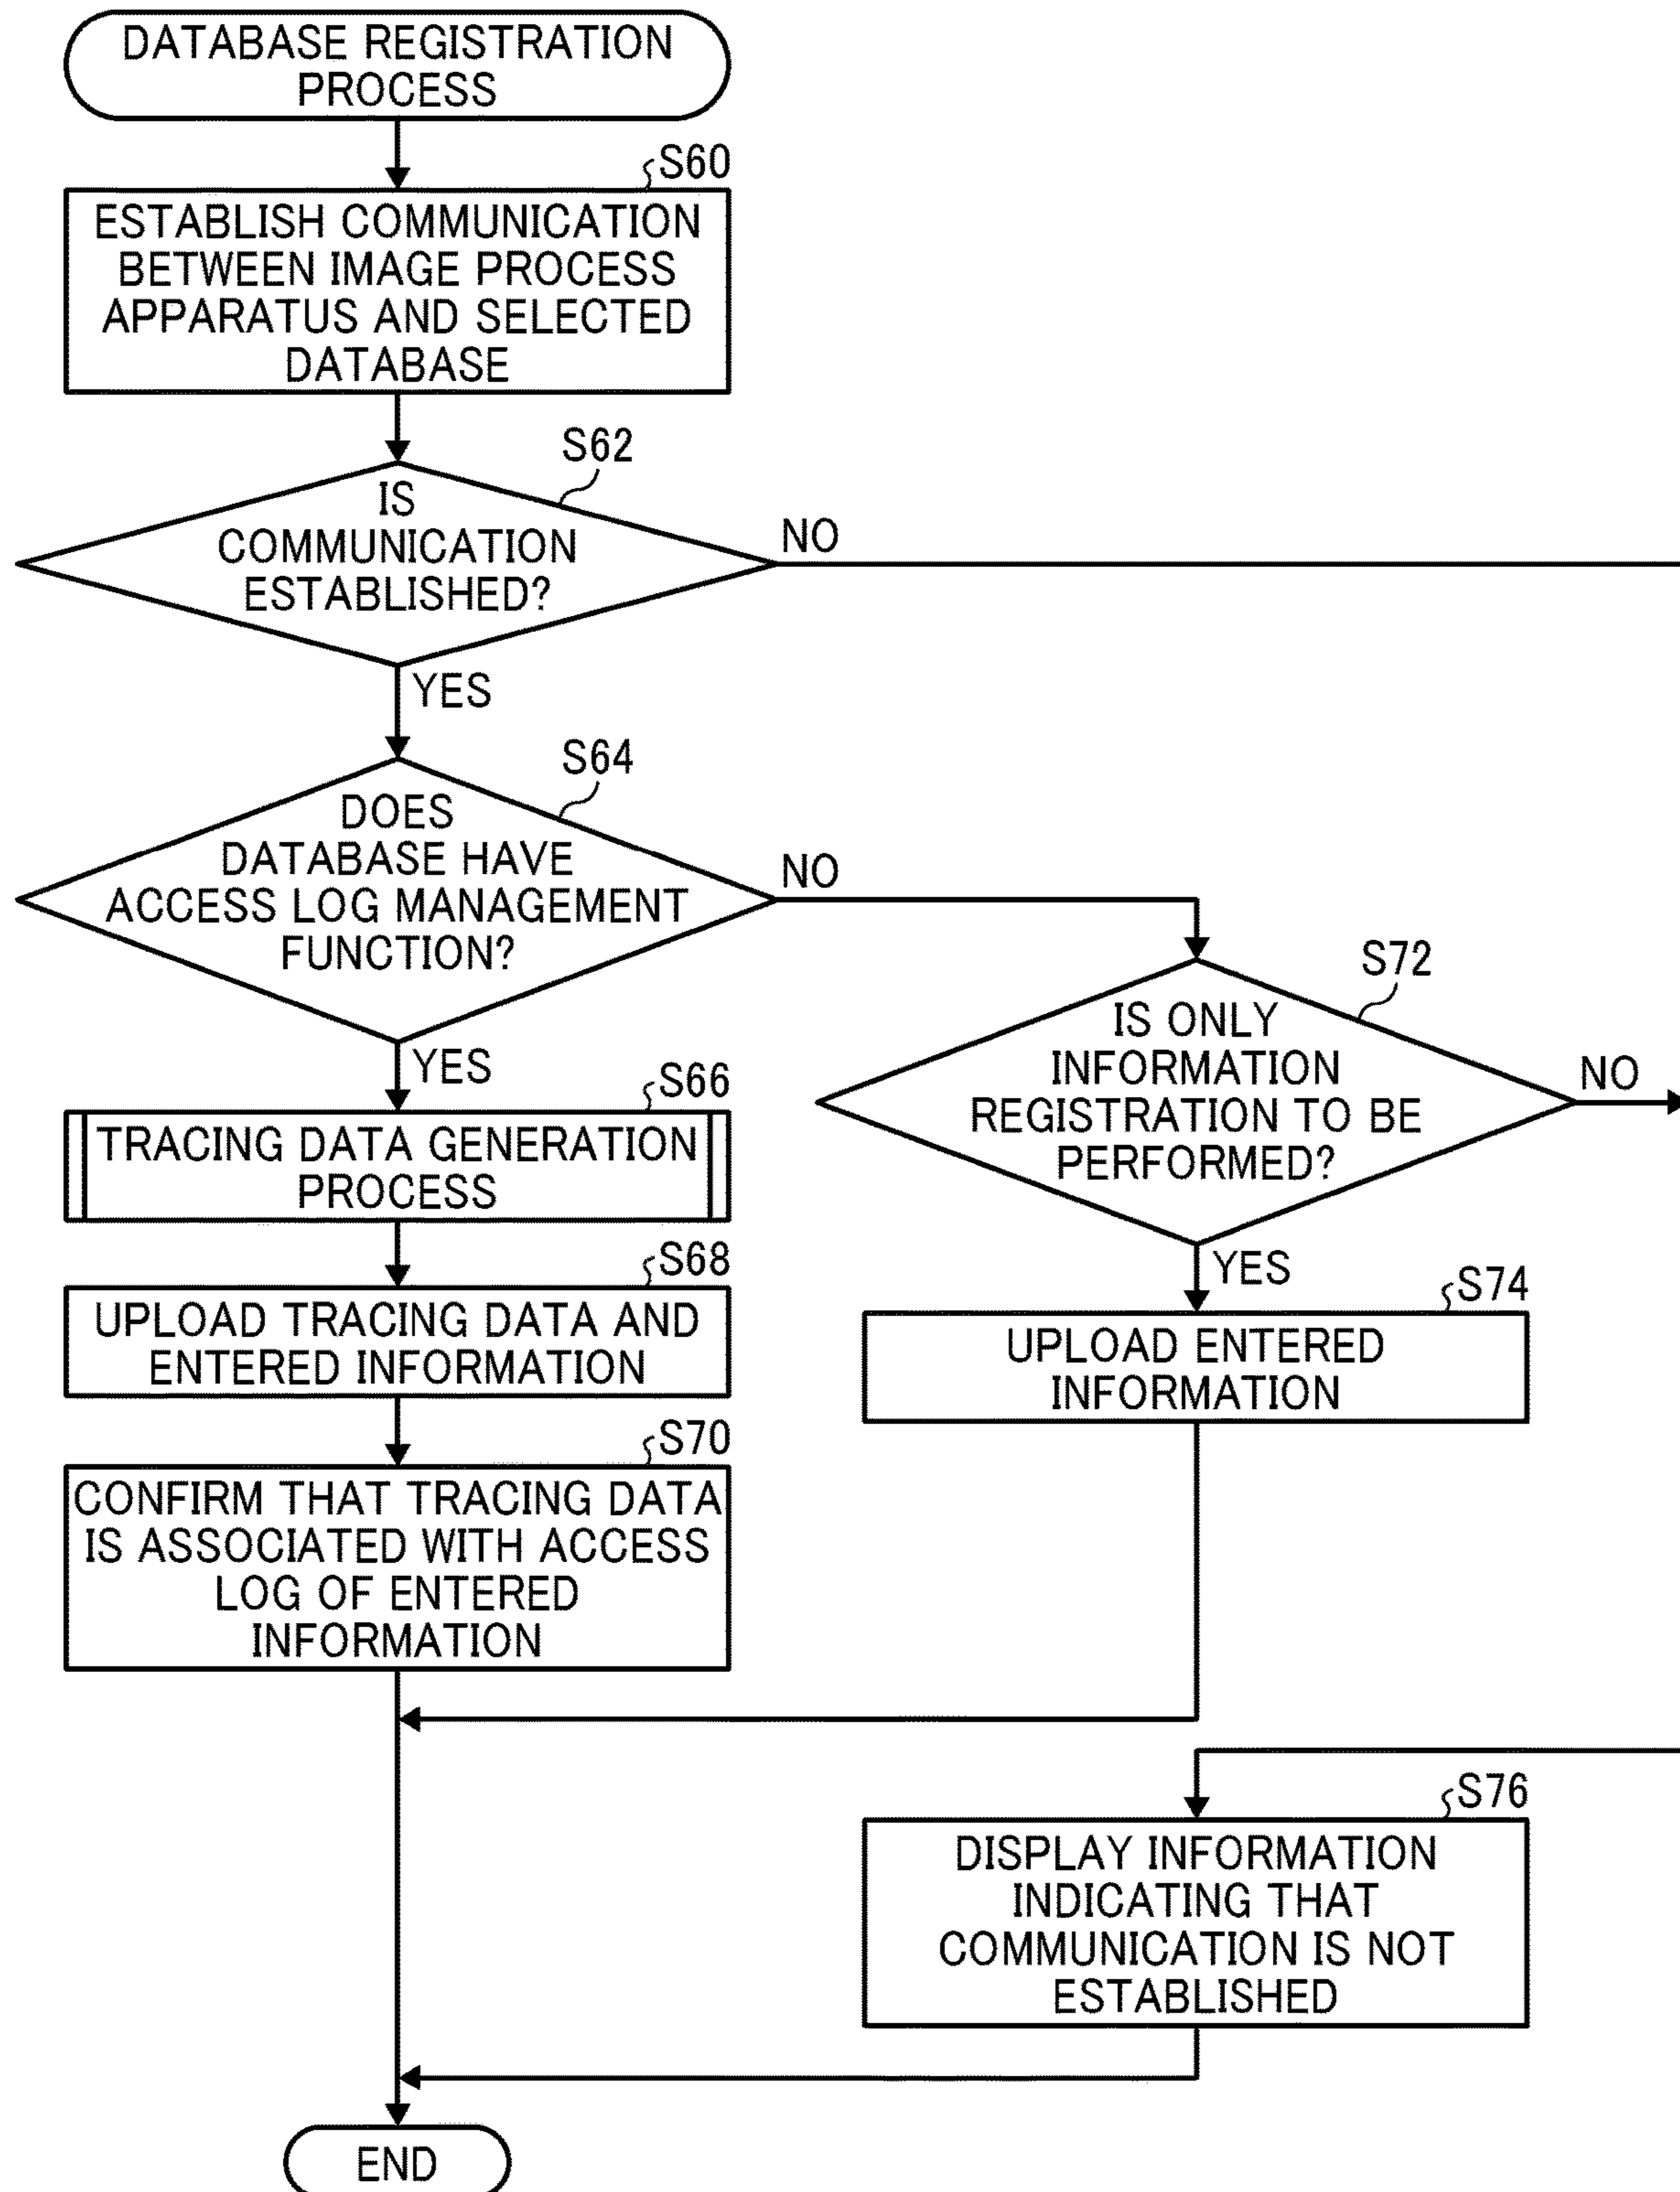 DATABASE REGISTRATION
PROCESS
S60
ESTABLISH COMMUNICATION
BETWEEN IMAGE PROCESS
APPARATUS AND SELECTED
DATABASE
S62
IS
COMMUNICATION
ESTABLISHED?
NO
YES
S64
DOES
DATABASE HAVE
ACCESS LOG MANAGEMENT
FUNCTION?
NO
YES
S66
TRACING DATA GENERATION
PROCESS
S68
UPLOAD TRACING DATA AND
ENTERED INFORMATION
S70
CONFIRM THAT TRACING DATA
IS ASSOCIATED WITH ACCESS
LOG OF ENTERED
INFORMATION
S72
IS ONLY
INFORMATION
REGISTRATION TO BE
PERFORMED?
NO
YES
S74
UPLOAD ENTERED
INFORMATION
S76
DISPLAY INFORMATION
INDICATING THAT
COMMUNICATION IS NOT
ESTABLISHED
END